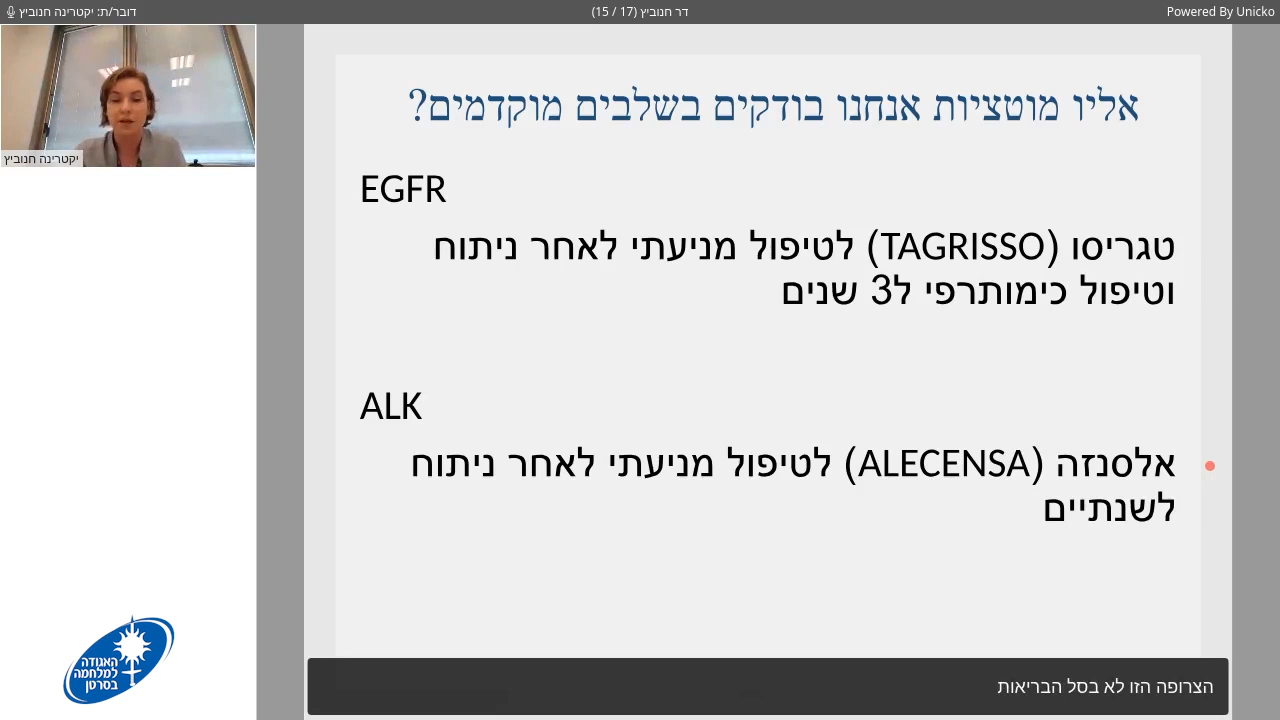 דובר/ת: יקטרינה חנוביץ
דר חנוביץ (17 / 15)
Powered By Unicko
יקטרינה חנוביץ
אליו מוטציות אנחנו בודקים בשלבים מוקדמים?
EGFR
טגריסו (TAGRISSO) לטיפול מניעתי לאחר ניתוח
וטיפול כימותרפי ל3 שנים
ALK
אלסנזה (ALECENSA) לטיפול מניעתי לאחר ניתוח
לשנתיים
האגודה
למלחמה
בסרטן
הצרופה הזו לא בסל הבריאות